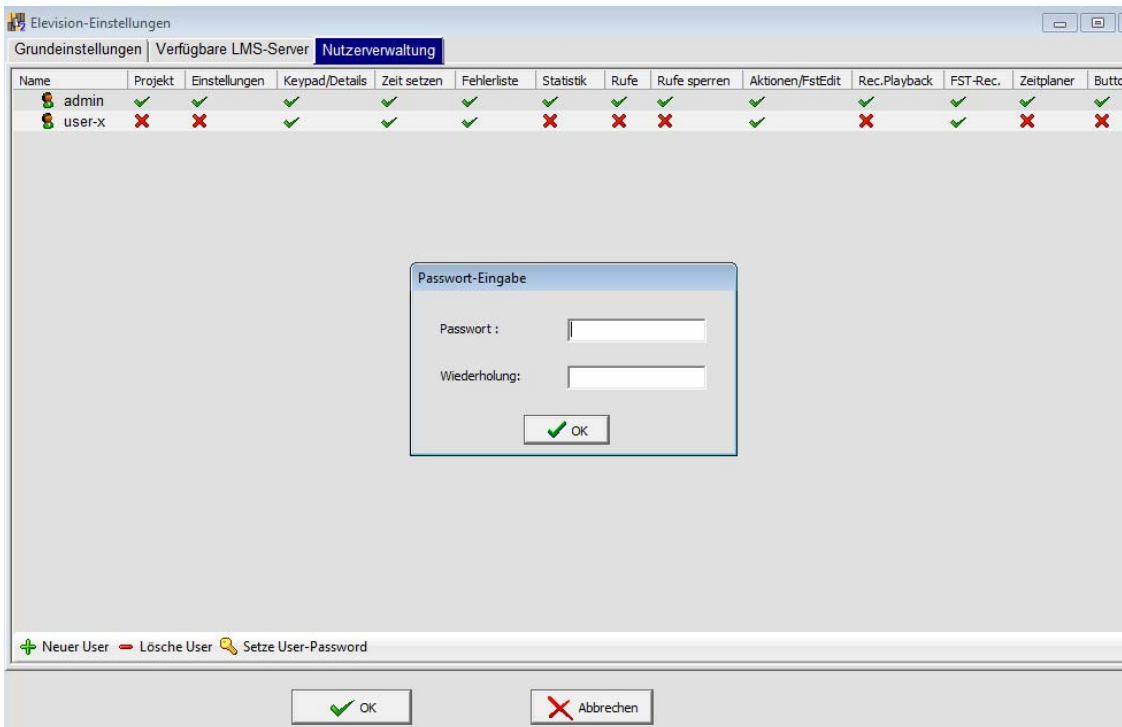 Elevision-Einstellungen
Grundeinstellungen Verfügbare LMS-Server Nutzerverwaltung
Name Projekt Einstellungen Keypad/Details Zeit setzen Fehlerliste Statistik Rufe Rufe sperren Aktionen/FstEdit Rec.Playback FST-Rec. Zeitplaner Butto
admin
user-x
Passwort-Eingabe
Passwort :
Wiederholung:
OK
Neuer User Lösche User Setze User-Password
OK Abbrechen